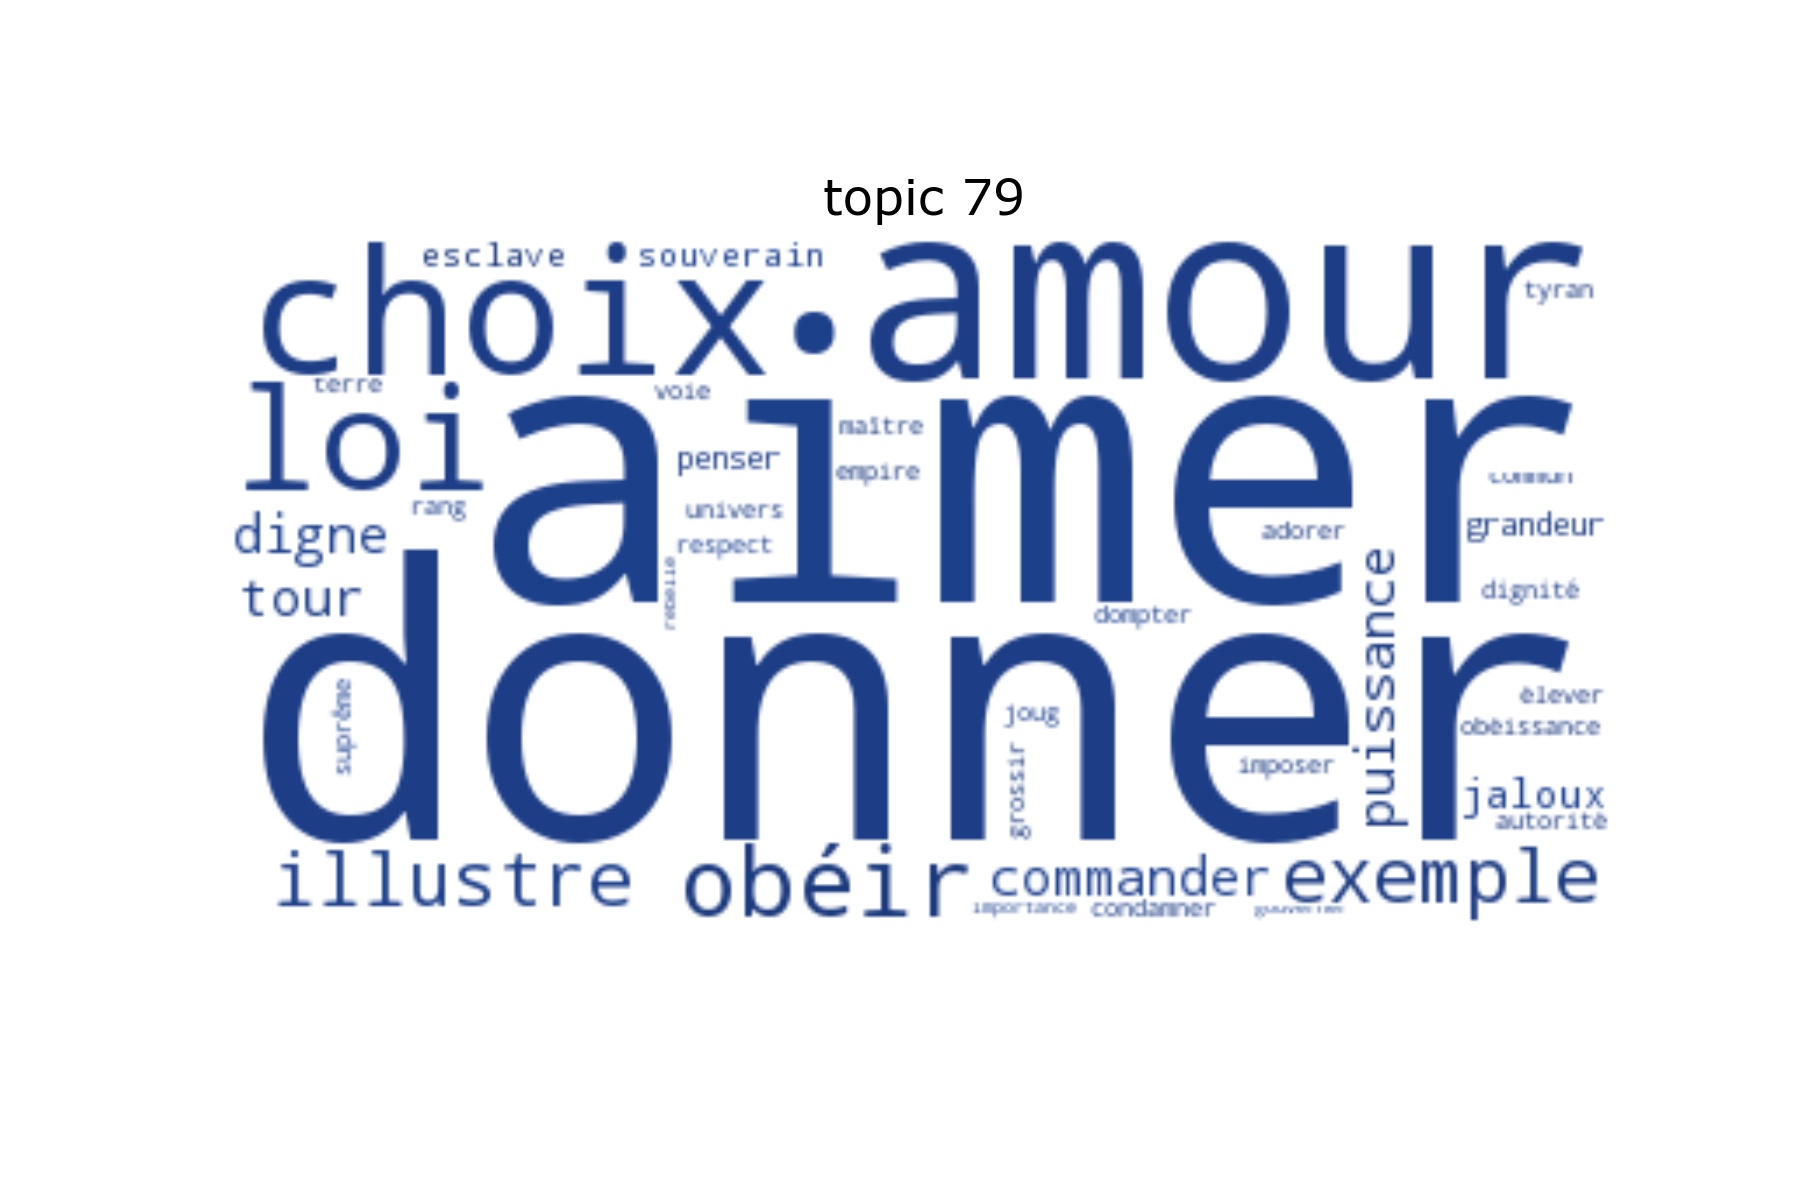 topic 79
esclave
souverain
choix
amour
tyran
terre
voie
loi
aimer
maître
penser
empire
rang
univers
digne
respect
adorer
grandeur
rebelle
tour
dompter
dignité
puissance
donner
suprême
joug
grossir
imposer
élever
obéissance
jaloux
autorité
illustre
obéir
commander
exemple
importance
condamner